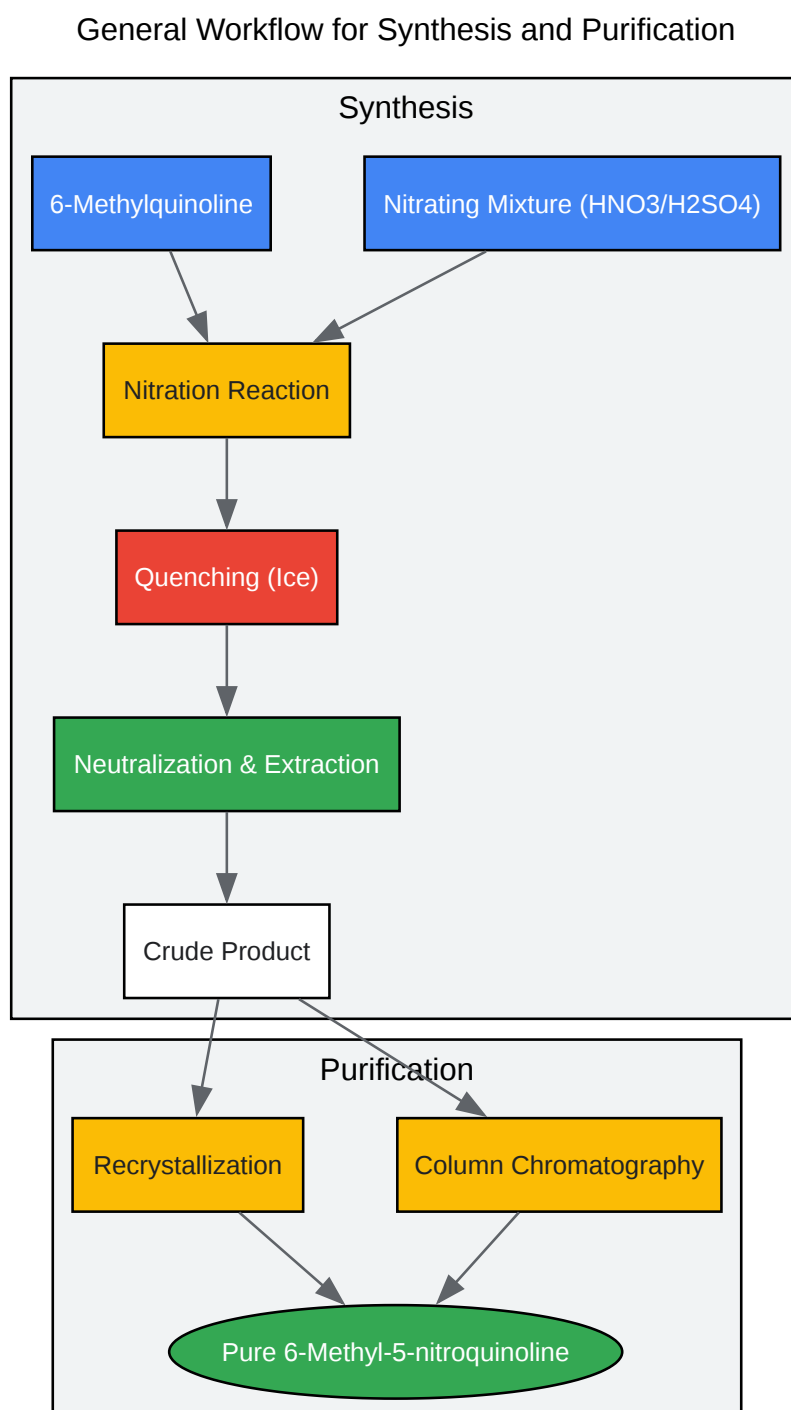 General Workflow for Synthesis and Purification
Synthesis
6-Methylquinoline
Nitrating Mixture (HNO3/H2SO4)
Nitration Reaction
Quenching (Ice)
Neutralization & Extraction
Crude Product
Purification
Recrystallization
Column Chromatography
Pure 6-Methyl-5-nitroquinoline